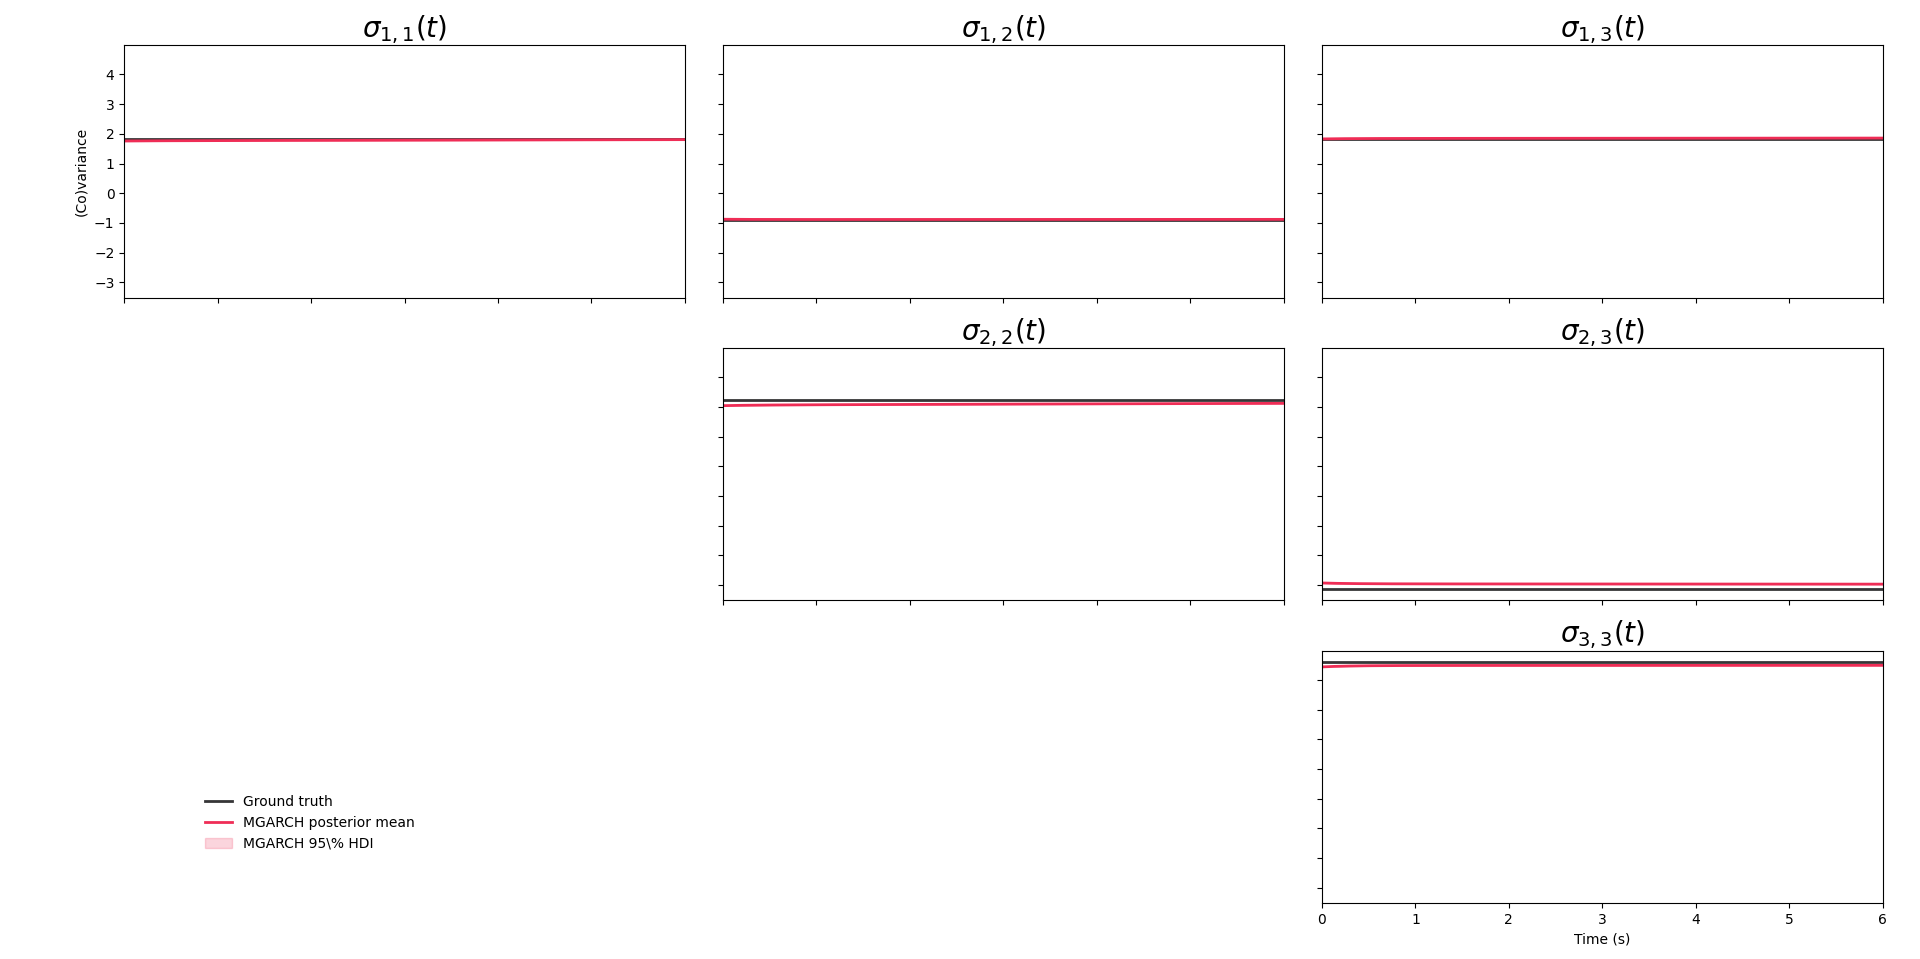 σ1,1(t)
σ1,2(t)
σ1,3(t)
4
3
2
1
0
−1
−2
−3
(Co)variance
σ2,2(t)
σ2,3(t)
σ3,3(t)
Ground truth
MGARCH posterior mean
MGARCH 95\% HDI
0 1 2 3 4 5 6
Time (s)